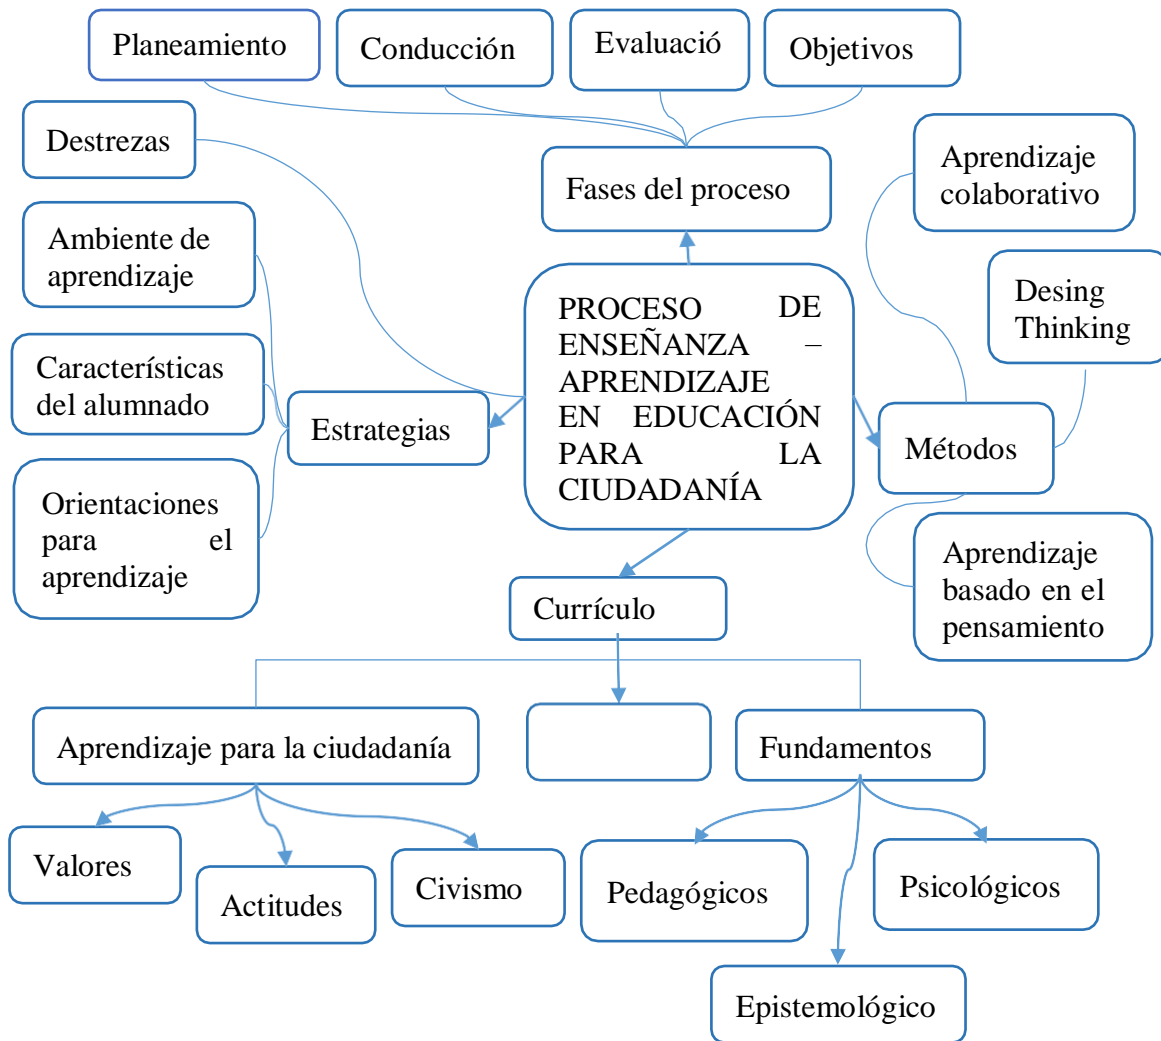 Planeamiento
Conducción
Evaluació
Objetivos
Destrezas
Fases del proceso
Aprendizaje
colaborativo
Ambiente de
aprendizaje
Desing
Thinking
PROCESO DE
ENSEÑANZA –
APRENDIZAJE
EN EDUCACIÓN
PARA LA
CIUDADANÍA
Característicás
del alumnado
Estrategias
Métodos
Orientaciones
para el
aprendizaje
Aprendizaje
basado en el
pensamiento
Currículo
Aprendizaje para la ciudadanía
Fundamentos
Valores
Actitudes
Civismo
Pedagógicos
Psicológicos
Epistemológico